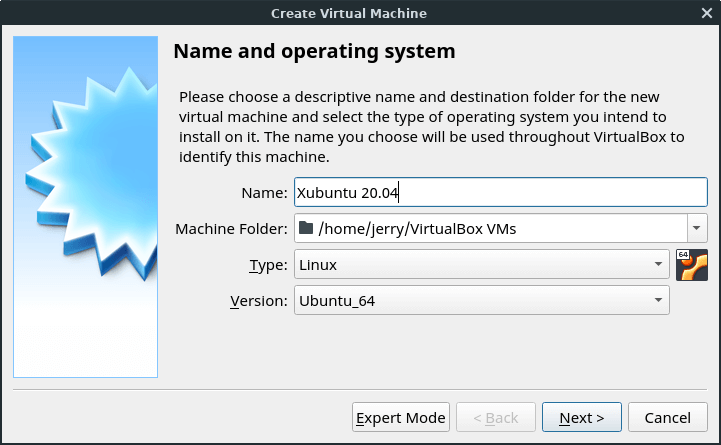 Create Virtual Machine
Name and operating system
Please choose a descriptive name and destination folder for the new
virtual machine and select the type of operating system you intend to
install on it. The name you choose will be used throughout VirtualBox to
identify this machine.
Name: Xubuntu 20.04
Machine Folder: /home/jerry/VirtualBox VMs
Type: Linux 64
Version: Ubuntu_64
Expert Mode < Back Next > Cancel